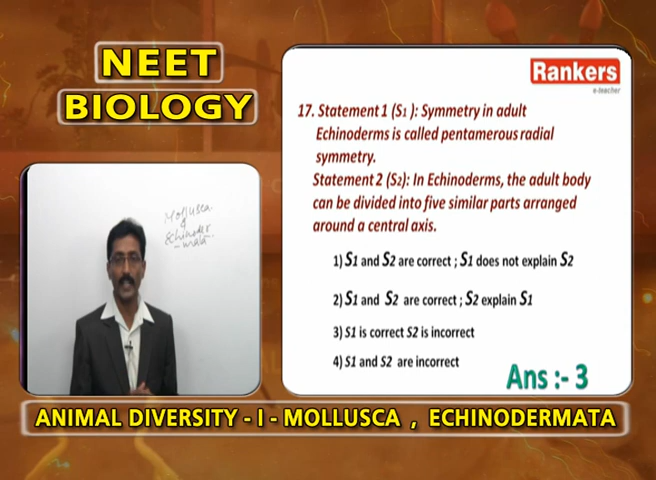 NEET
BIOLOGY
Rankers
e-teacher
17. Statement 1 (S1 ): Symmetry in adult
Echinoderms is called pentamerous radial
symmetry.
Statement 2 (S2): In Echinoderms, the adult body
can be divided into five similar parts arranged
around a central axis.
1) S1 and S2 are correct ; S1 does not explain S2
2) S1 and S2 are correct ; S2 explain S1
3) S1 is correct S2 is incorrect
4) S1 and S2 are incorrect
Ans :- 3
Mollusca
&
Echinoder
-mata
ANIMAL DIVERSITY - I - MOLLUSCA , ECHINODERMATA